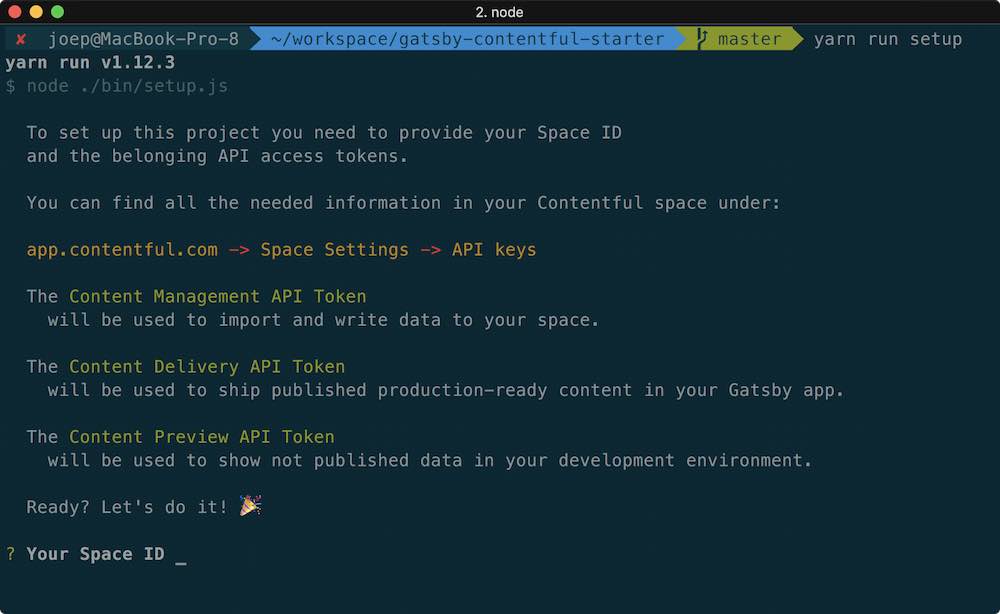 2. node
✘ joep@MacBook-Pro-8 ~/workspace/gatsby-contentful-starter master yarn run setup
yarn run v1.12.3
$ node ./bin/setup.js
To set up this project you need to provide your Space ID
and the belonging API access tokens.
You can find all the needed information in your Contentful space under:
app.contentful.com -> Space Settings -> API keys
The Content Management API Token
will be used to import and write data to your space.
The Content Delivery API Token
will be used to ship published production-ready content in your Gatsby app.
The Content Preview API Token
will be used to show not published data in your development environment.
Ready? Let's do it! 🎉
? Your Space ID _